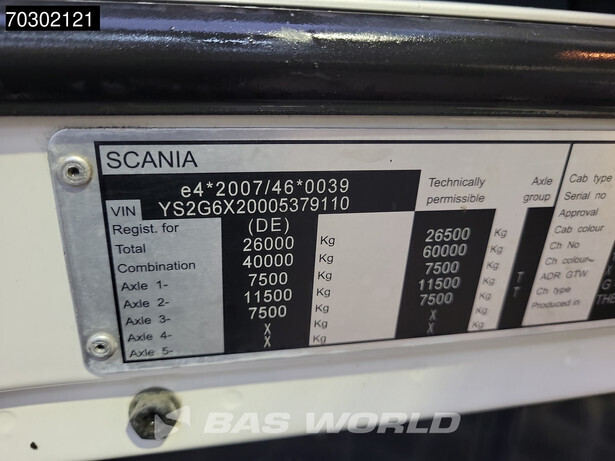 70302121
SCANIA
e4*2007/46*0039
VIN YS2G6X20005379110
Technically permissible
Axle group
Regist. for (DE)
Total 26000 Kg 26500 Kg
Combination 40000 Kg 60000 Kg
Axle 1- 7500 Kg 7500 Kg
Axle 2- 11500 Kg 11500 Kg T
Axle 3- 7500 Kg 7500 Kg T
Axle 4- X Kg X Kg
Axle 5- X Kg X Kg
Cab type
Serial no
Approval
Cab colour
Ch No
Ch colour
ADR GTW
Ch type G
Produced in THE
BAS WORLD